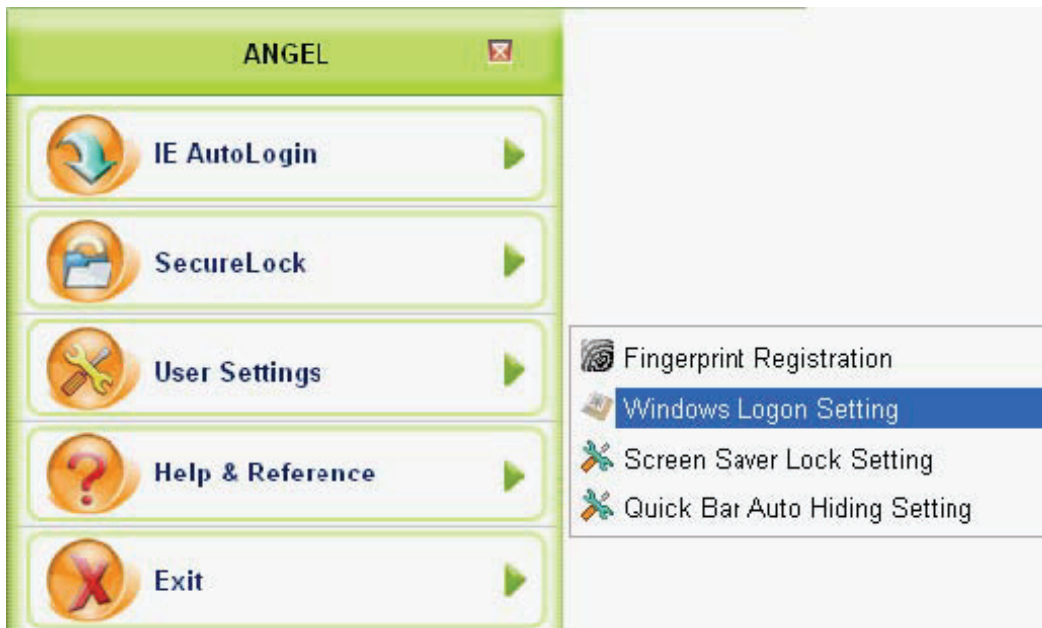 ANGEL
IE AutoLogin
SecureLock
User Settings
Help & Reference
Exit
Fingerprint Registration
Windows Logon Setting
Screen Saver Lock Setting
Quick Bar Auto Hiding Setting